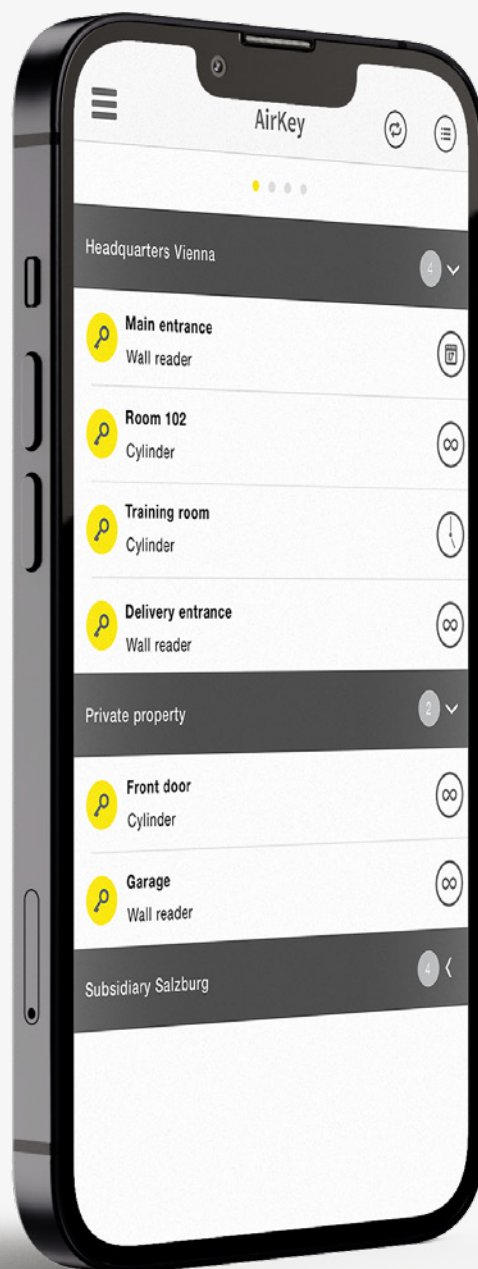 AirKey
Headquarters Vienna
4
Main entrance
Wall reader
17
Room 102
Cylinder
Training room
Cylinder
Delivery entrance
Wall reader
Private property
2
Front door
Cylinder
Garage
Wall reader
Subsidiary Salzburg
4